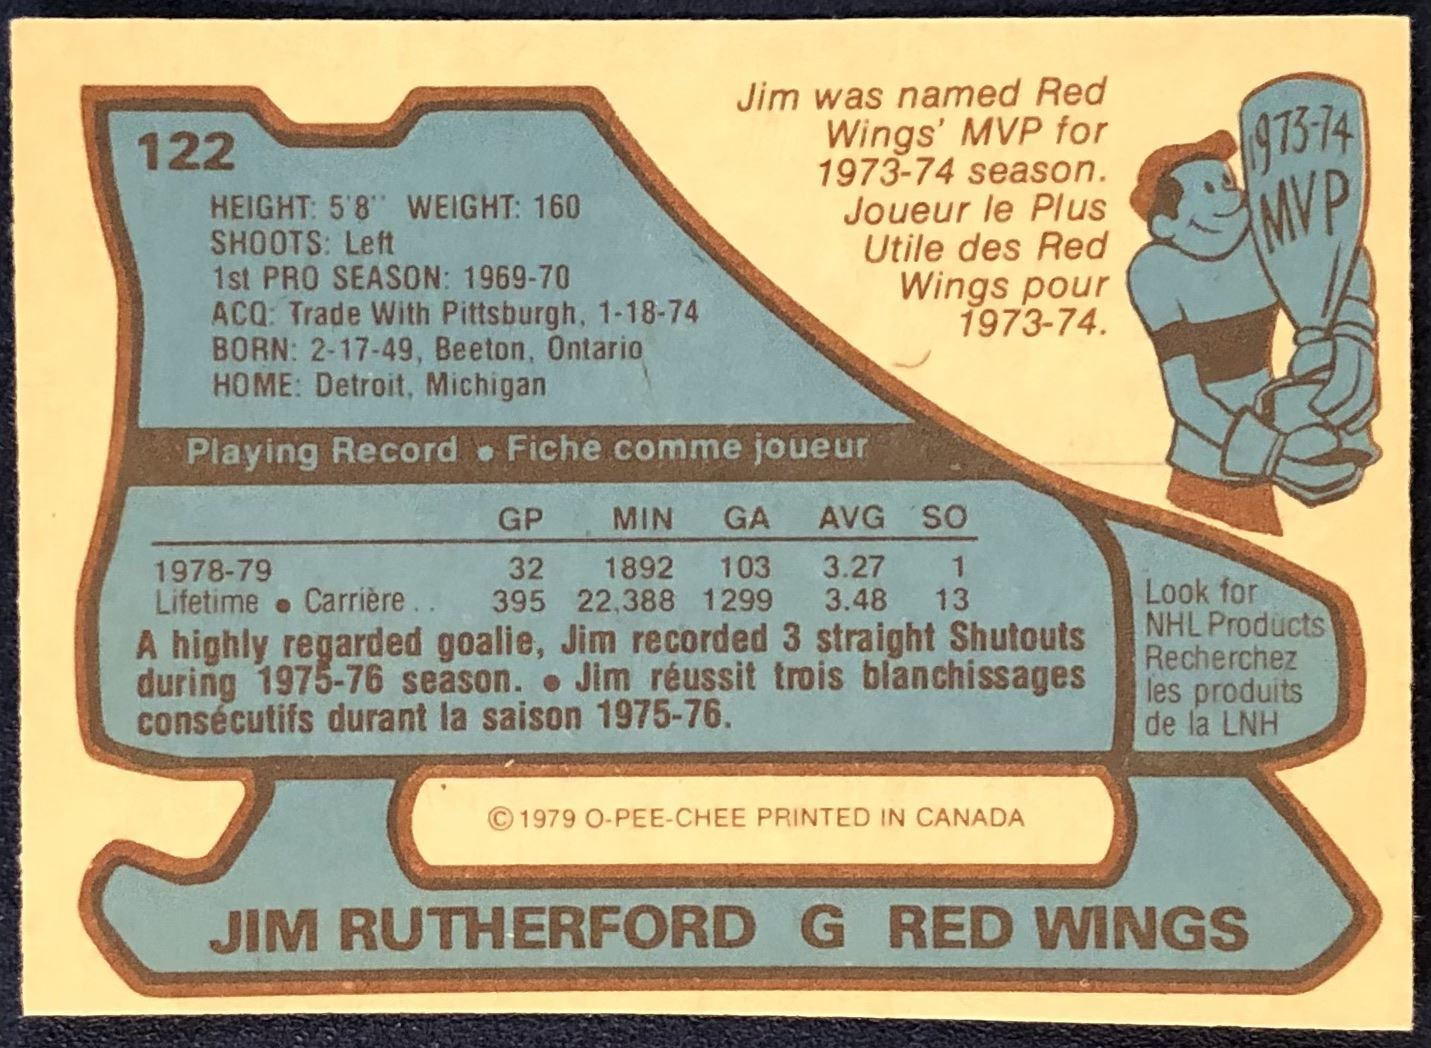 122
HEIGHT: 5'8" WEIGHT: 160
SHOOTS: Left
1st PRO SEASON: 1969-70
ACQ: Trade With Pittsburgh, 1-18-74
BORN: 2-17-49, Beeton, Ontario
HOME: Detroit, Michigan
Jim was named Red
Wings' MVP for
1973-74 season.
Joueur le Plus
Utile des Red
Wings pour
1973-74.
1973-74
MVP
Playing Record • Fiche comme joueur
GP MIN GA AVG SO
1978-79 32 1892 103 3.27 1
Lifetime • Carrière . . 395 22,388 1299 3.48 13
A highly regarded goalie, Jim recorded 3 straight Shutouts
during 1975-76 season. • Jim réussit trois blanchissages
consécutifs durant la saison 1975-76.
Look for
NHL Products
Recherchez
les produits
de la LNH
© 1979 O-PEE-CHEE PRINTED IN CANADA
JIM RUTHERFORD G RED WINGS